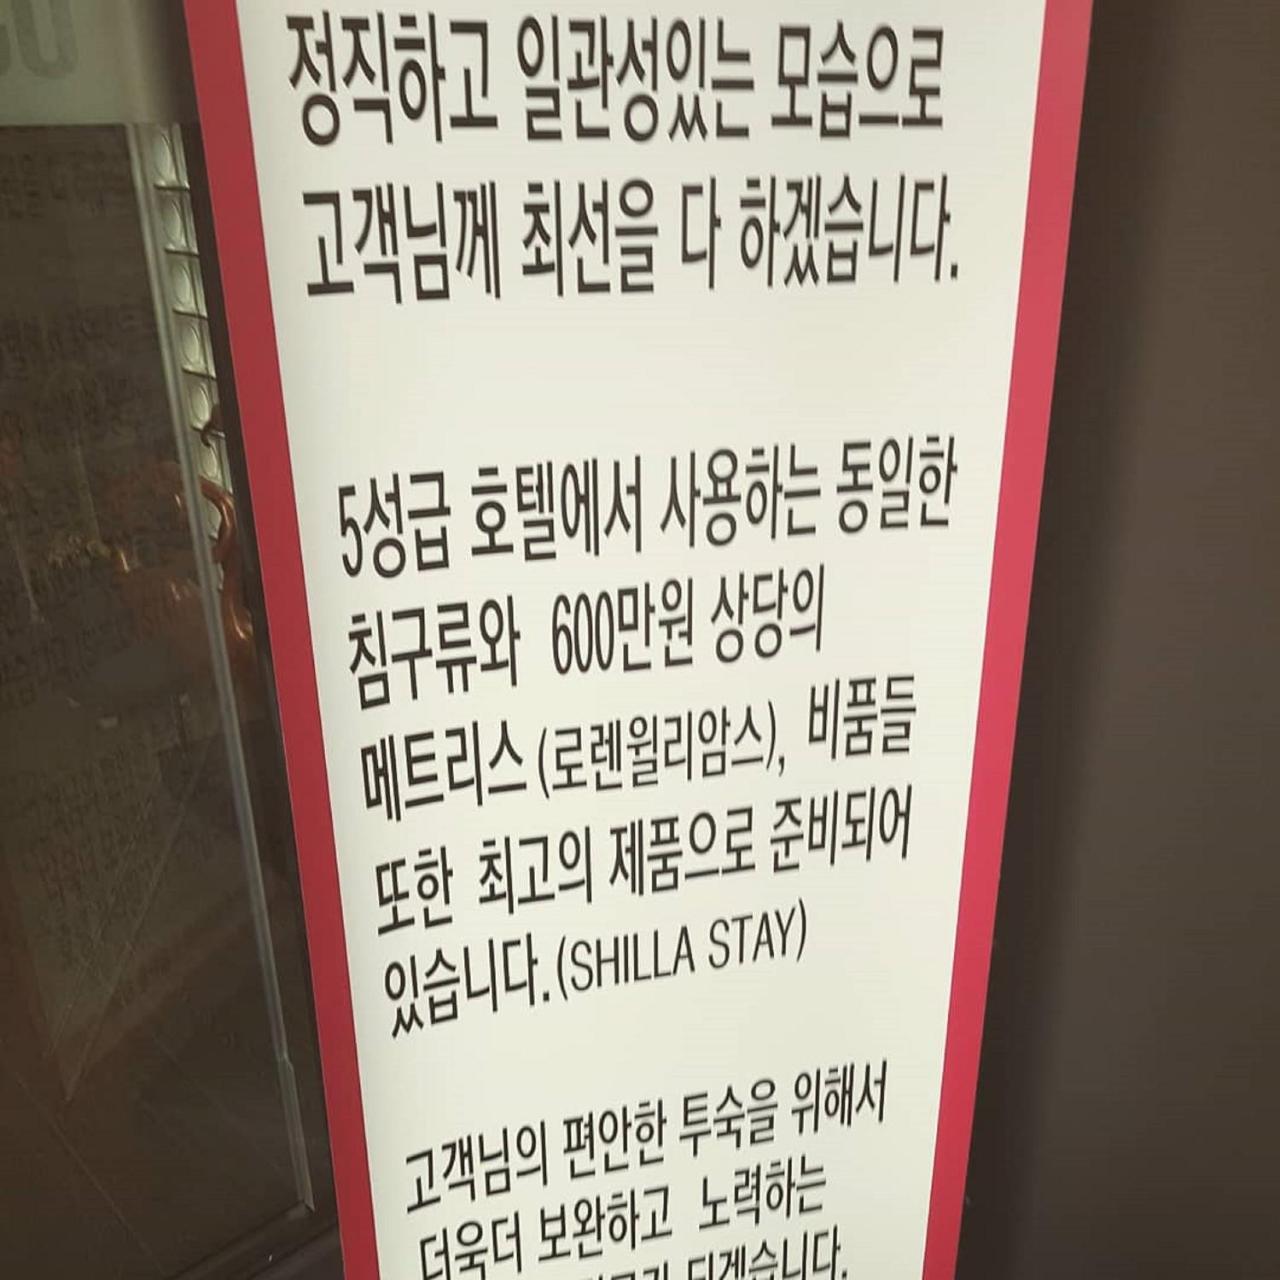 정직하고 일관성있는 모습으로
고객님께 최선을 다 하겠습니다.
5성급 호텔에서 사용하는 동일한
침구류와 600만원 상당의
메트리스(로렌윌리암스), 비품들
또한 최고의 제품으로 준비되어
있습니다.(SHILLA STAY)
고객님의 편안한 투숙을 위해서
더욱더 보완하고 노력하는
되겠습니다.